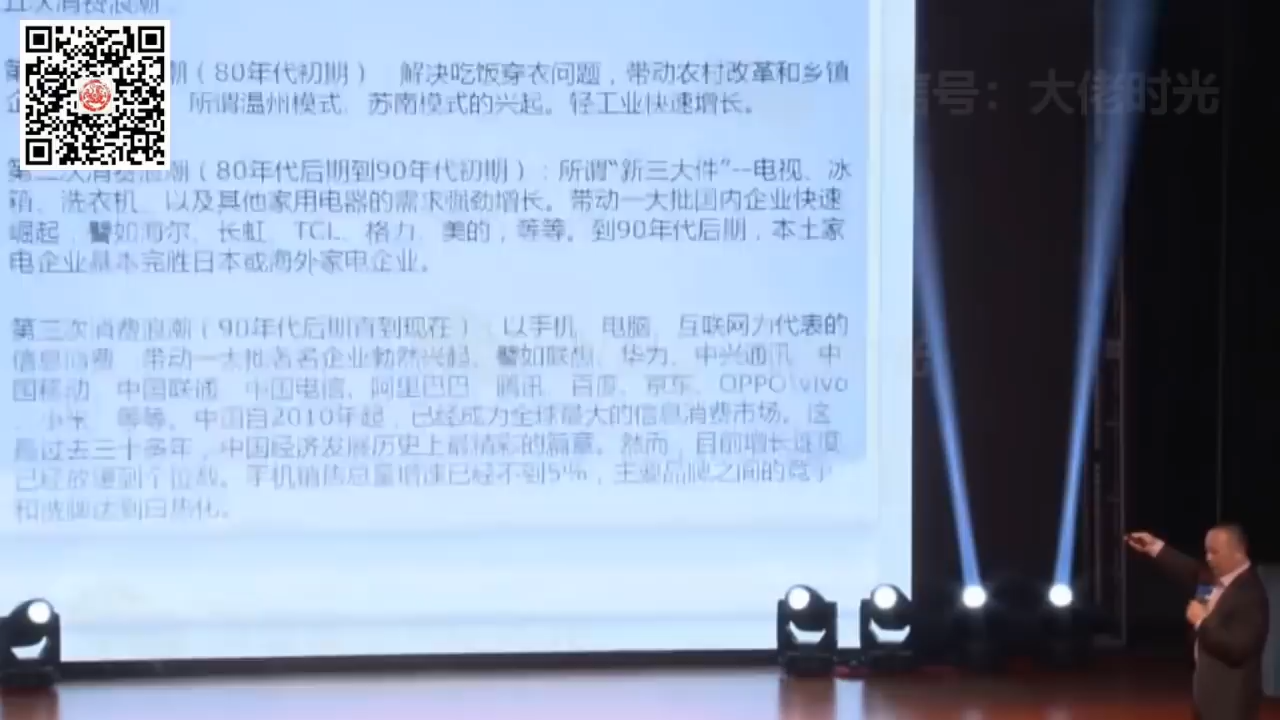 五次消费浪潮
信号：大佬时光
第 潮（80年代初期） 解决吃饭穿衣问题，带动农村改革和乡镇
企 所谓温州模式、苏南模式的兴起。轻工业快速增长。
第二次消费浪潮（80年代后期到90年代初期）：所谓“新三大件”--电视、冰
箱、洗衣机、以及其他家用电器的需求强劲增长。带动一大批国内企业快速
崛起，譬如海尔、长虹、TCL、格力、美的，等等。到90年代后期，本土家
电企业基本完胜日本或海外家电企业。
第三次消费浪潮（90年代后期直到现在）：以手机、电脑、互联网为代表的
信息消费，带动一大批著名企业勃然兴起，譬如联想、华为、中兴通讯、中
国移动、中国联通、中国电信、阿里巴巴、腾讯、百度、京东、OPPO\vivo
、小米，等等。中国自2010年起，已经成为全球最大的信息消费市场。这
是过去三十多年，中国经济发展历史上最精彩的篇章。然而，目前增长速度
已经放缓到个位数。手机销售总量增速已经不到5%，主要品牌之间的竞争
和洗牌达到白热化。